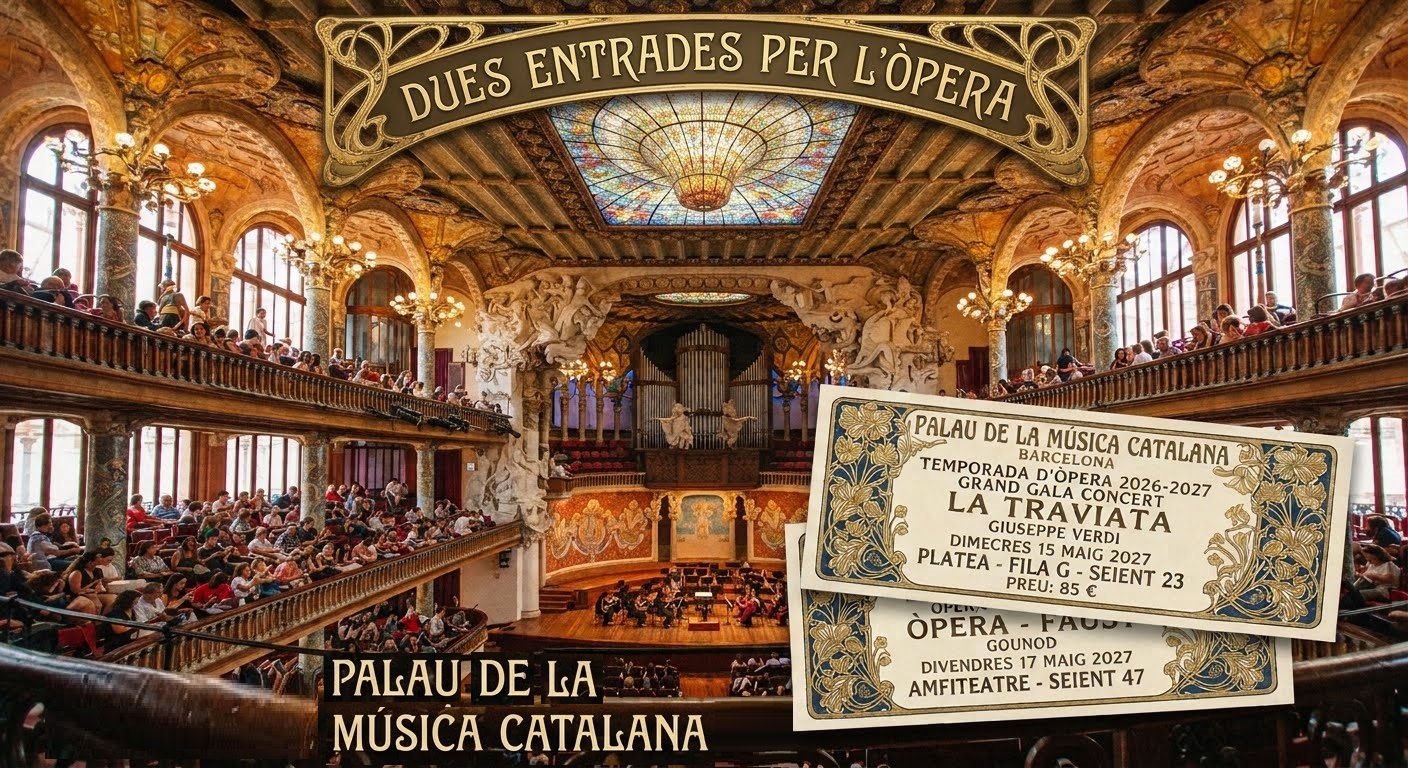 DUES ENTRADES PER L'ÒPERA
PALAU DE LA MÚSICA CATALANA
BARCELONA
TEMPORADA D'ÒPERA 2026-2027
GRAND GALA CONCERT
LA TRAVIATA
GIUSEPPE VERDI
DIMECRES 15 MAIG 2027
PLATEA - FILA G - SEIENT 23
PREU: 85 €
ÒPERA - FAUST
GOUNOD
DIVENDRES 17 MAIG 2027
AMFITEATRE - SEIENT 47
PALAU DE LA
MÚSICA CATALANA